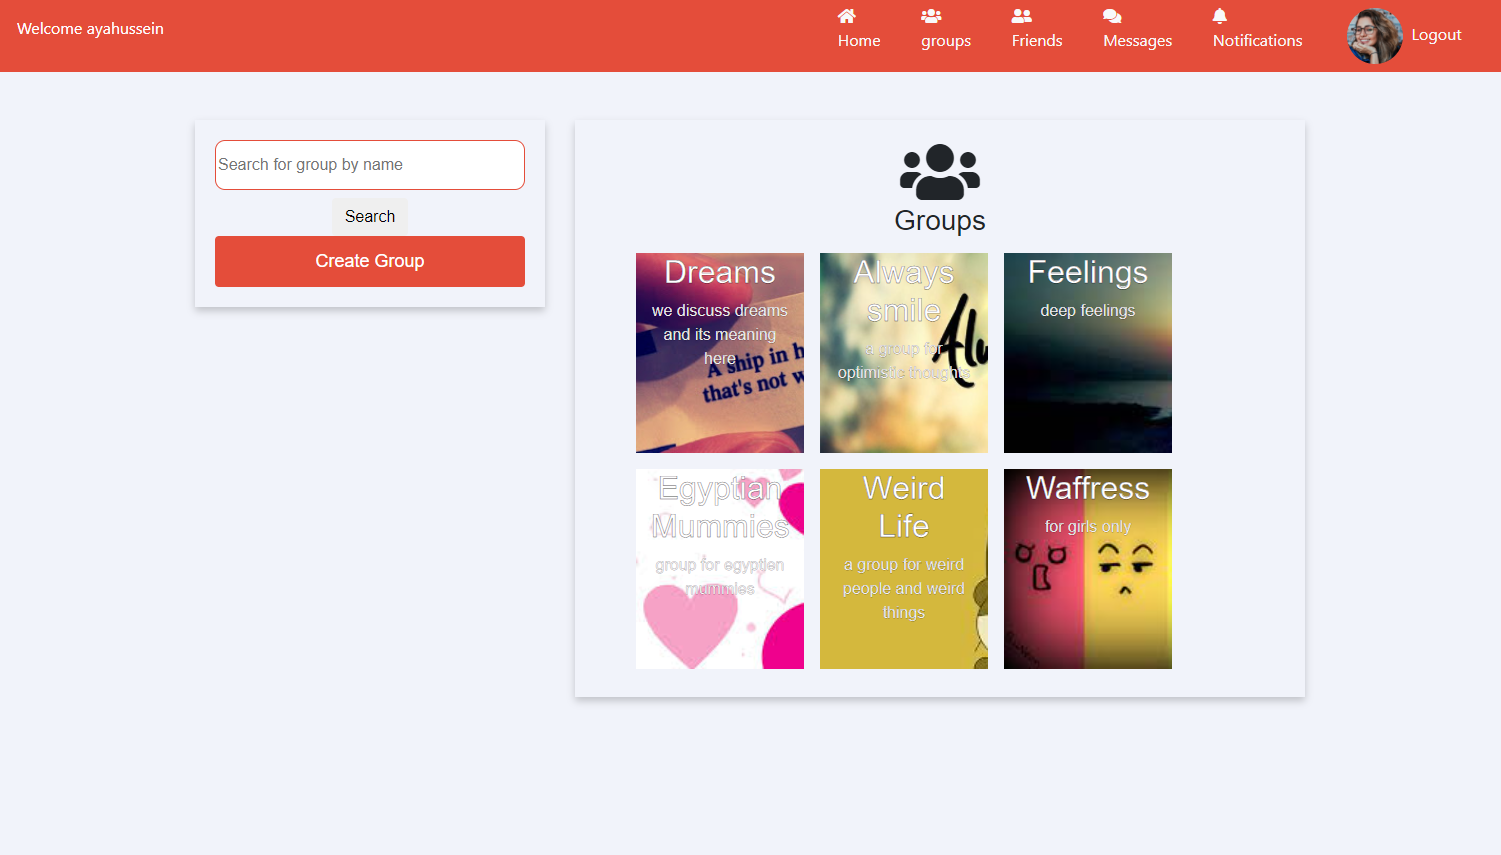 Welcome ayahussein
Home
groups
Friends
Messages
Notifications
Logout
Search for group by name
Search
Create Group
Groups
Dreams
we discuss dreams
and its meaning
here
A ship in h
that's not w
Always
smile
a group for
optimistic thoughts
Alw
Feelings
deep feelings
Egyptian
Mummies
group for egyptien
mummies
Weird
Life
a group for weird
people and weird
things
Waffress
for girls only